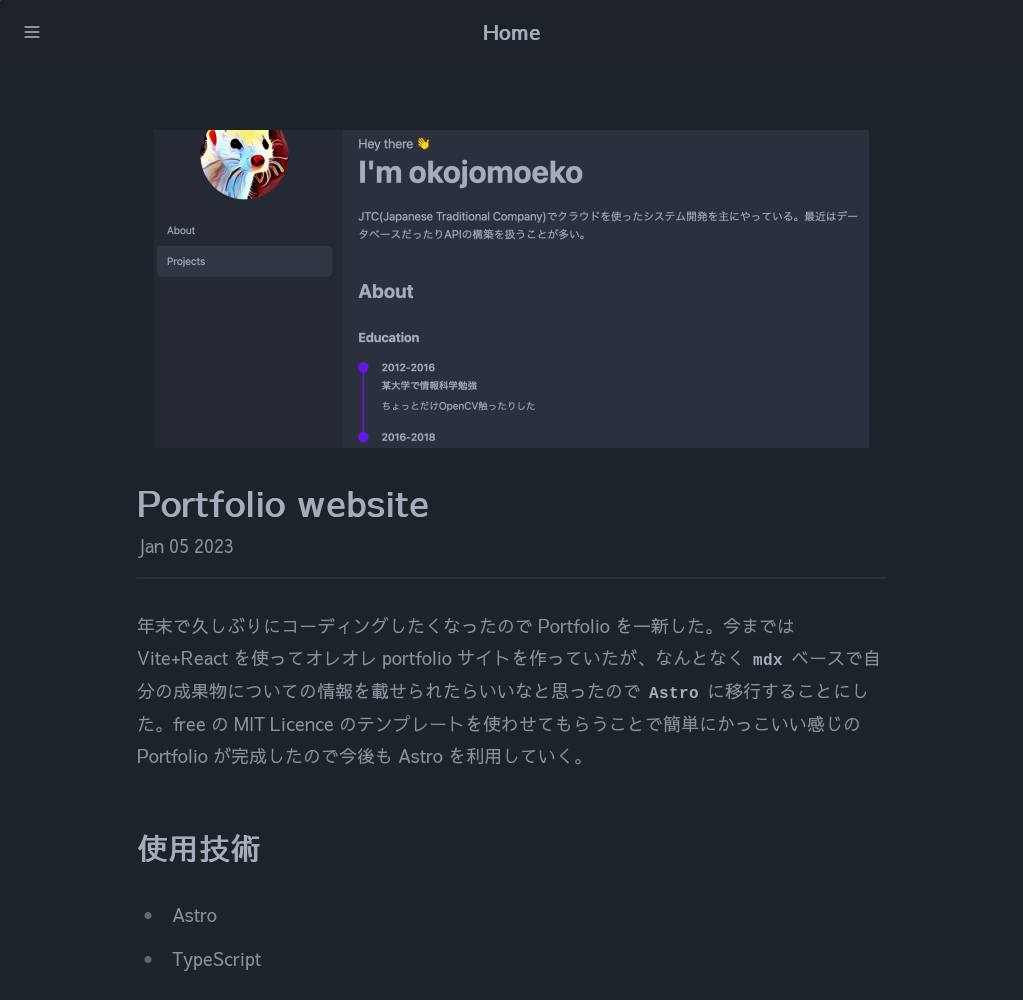 Home
About
Projects
Hey there 👋
I'm okojomoeko
JTC(Japanese Traditional Company)でクラウドを使ったシステム開発を主にやっている。最近はデー
タベースだったりAPIの構築を扱うことが多い。
About
Education
2012-2016
某大学で情報科学勉強
ちょっとだけOpenCV触ったりした
2016-2018
Portfolio website
Jan 05 2023
年末で久しぶりにコーディングしたくなったので Portfolio を一新した。今までは
Vite+React を使ってオレオレ portfolio サイトを作っていたが、なんとなく mdx ベースで自
分の成果物についての情報を載せられたらいいなと思ったので Astro に移行することにし
た。free の MIT Licence のテンプレートを使わせてもらうことで簡単にかっこいい感じの
Portfolio が完成したので今後も Astro を利用していく。
使用技術
Astro
TypeScript